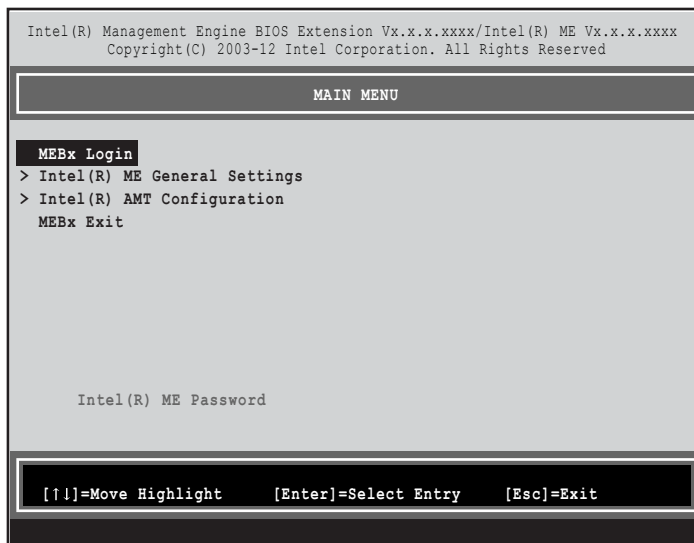 Intel(R) Management Engine BIOS Extension Vx.x.x.xxxx/Intel(R) ME Vx.x.x.xxxx
Copyright(C) 2003-12 Intel Corporation. All Rights Reserved
MAIN MENU
MEBx Login
> Intel(R) ME General Settings
> Intel(R) AMT Configuration
MEBx Exit
Intel(R) ME Password
[↑↓]=Move Highlight [Enter]=Select Entry [Esc]=Exit